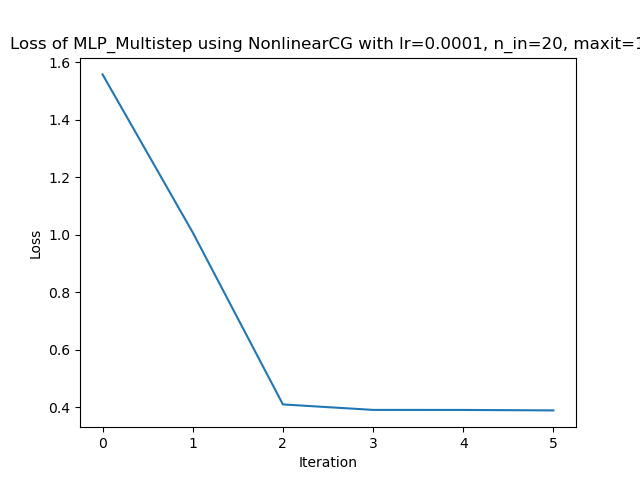 Loss of MLP_Multistep using NonlinearCG with lr=0.0001, n_in=20, maxit=1
1.6
1.4
1.2
1.0
0.8
0.6
0.4
Loss
0 1 2 3 4 5
Iteration